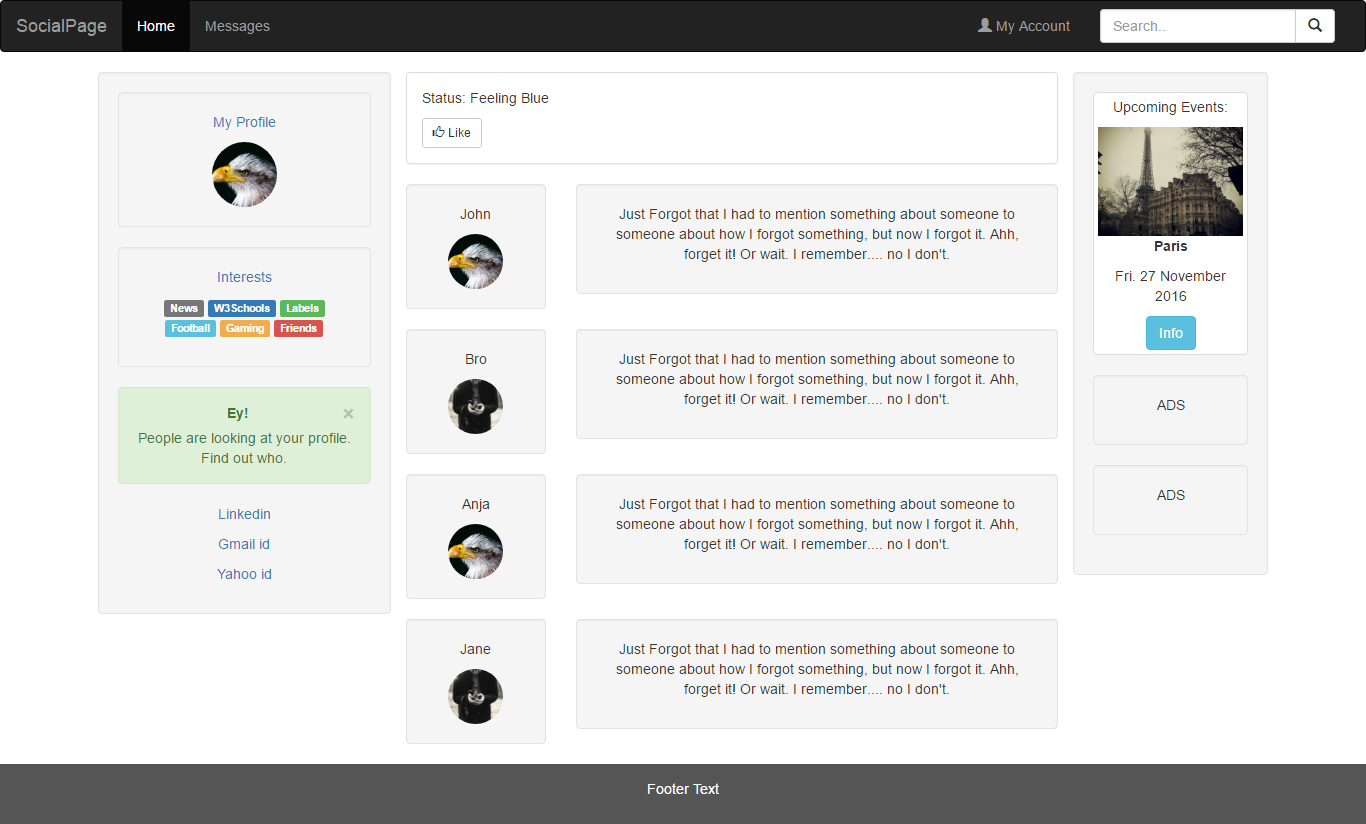 SocialPage Home Messages My Account Search..
My Profile
Interests
News W3Schools Labels
Football Gaming Friends
Ey! ×
People are looking at your profile.
Find out who.
Linkedin
Gmail id
Yahoo id
Status: Feeling Blue
Like
John
Just Forgot that I had to mention something about someone to
someone about how I forgot something, but now I forgot it. Ahh,
forget it! Or wait. I remember.... no I don't.
Bro
Just Forgot that I had to mention something about someone to
someone about how I forgot something, but now I forgot it. Ahh,
forget it! Or wait. I remember.... no I don't.
Anja
Just Forgot that I had to mention something about someone to
someone about how I forgot something, but now I forgot it. Ahh,
forget it! Or wait. I remember.... no I don't.
Jane
Just Forgot that I had to mention something about someone to
someone about how I forgot something, but now I forgot it. Ahh,
forget it! Or wait. I remember.... no I don't.
Upcoming Events:
Paris
Fri. 27 November
2016
Info
ADS
ADS
Footer Text